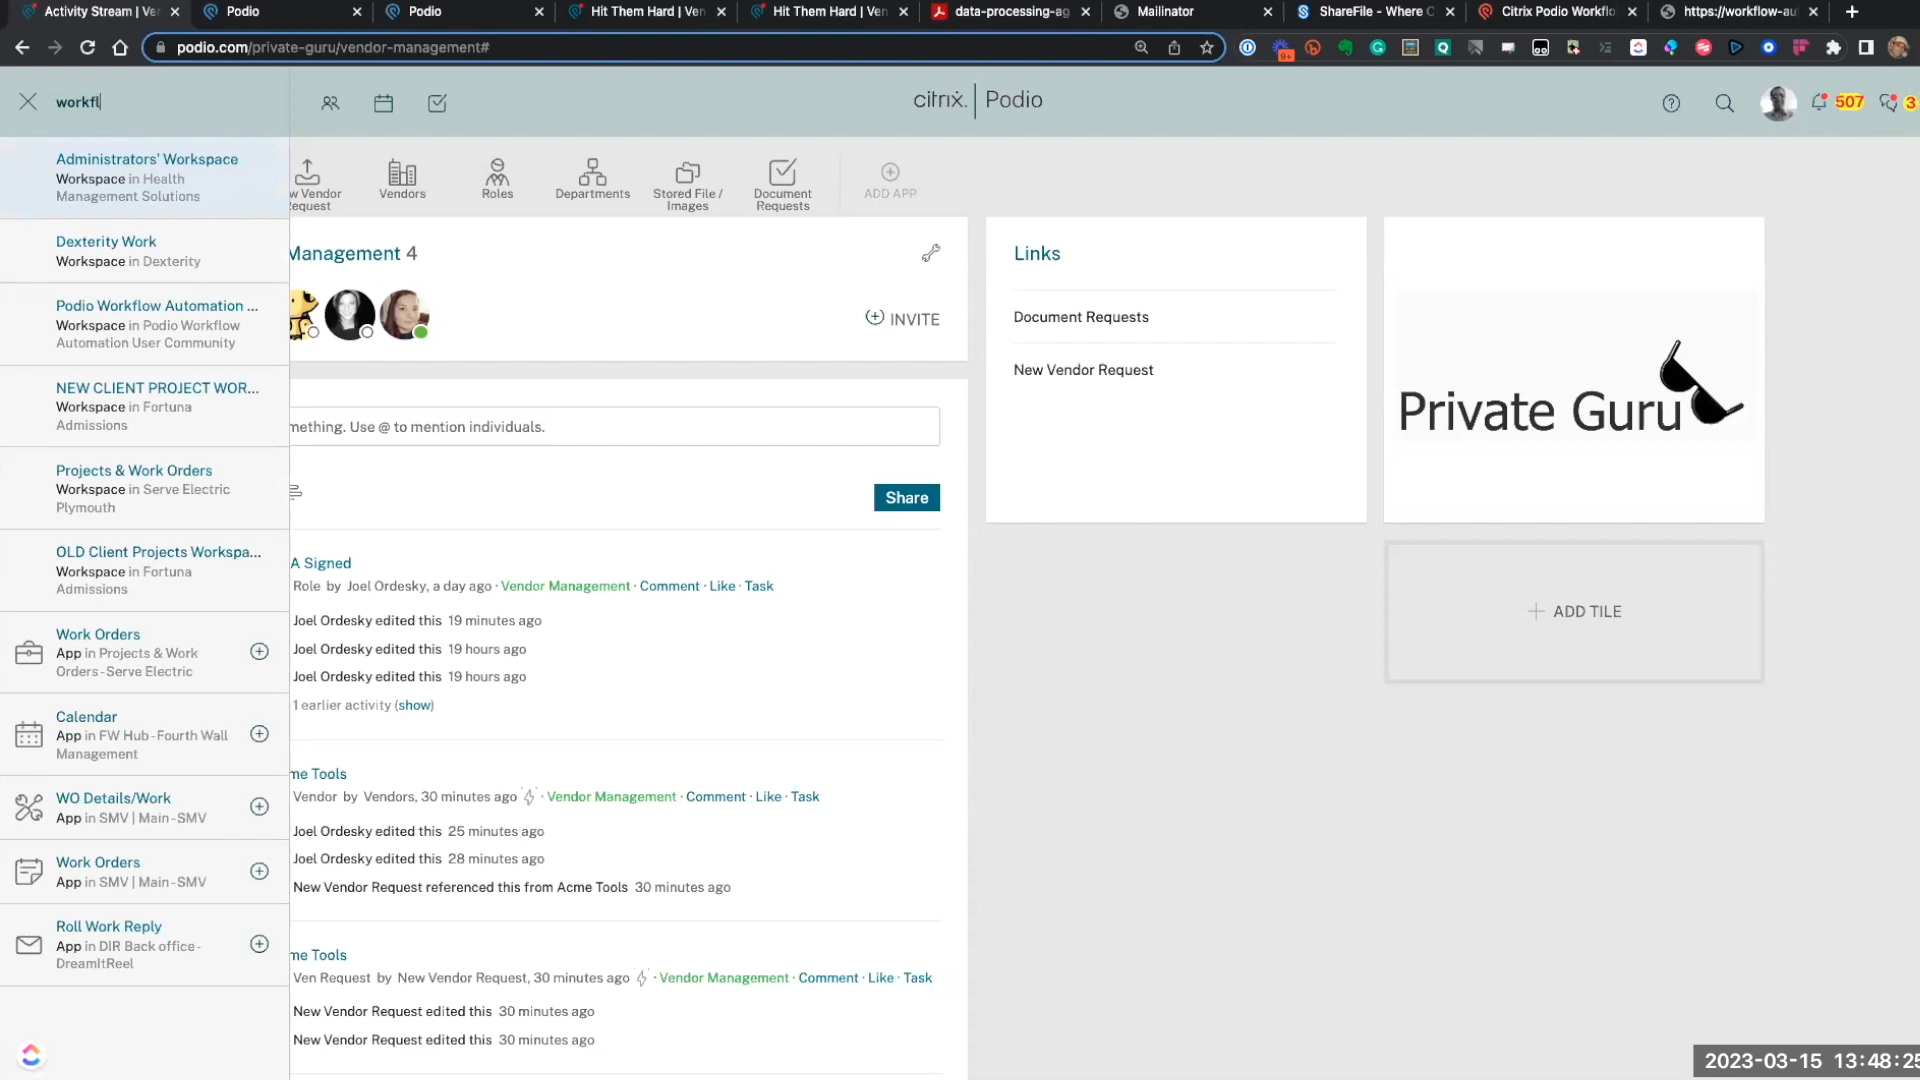 Activity Stream | Ver
Podio
Podio
Hit Them Hard | Ven
Hit Them Hard | Ven
data-processing-ag
Mailinator
ShareFile - Where C
Citrix Podio Workflo
https://workflow-au
podio.com/private-guru/vendor-management#
9+
workfl
citrix. | Podio
507
3
Administrators' Workspace
Workspace in Health
Management Solutions
Dexterity Work
Workspace in Dexterity
Podio Workflow Automation ...
Workspace in Podio Workflow
Automation User Community
NEW CLIENT PROJECT WOR...
Workspace in Fortuna
Admissions
Projects & Work Orders
Workspace in Serve Electric
Plymouth
OLD Client Projects Workspa...
Workspace in Fortuna
Admissions
Work Orders
App in Projects & Work
Orders - Serve Electric
Calendar
App in FW Hub - Fourth Wall
Management
WO Details/Work
App in SMV | Main - SMV
Work Orders
App in SMV | Main - SMV
Roll Work Reply
App in DIR Back office -
DreamItReel
w Vendor
equest
Vendors
Roles
Departments
Stored File /
Images
Document
Requests
ADD APP
Management 4
INVITE
mething. Use @ to mention individuals.
Share
A Signed
Role by Joel Ordesky, a day ago · Vendor Management · Comment · Like · Task
Joel Ordesky edited this 19 minutes ago
Joel Ordesky edited this 19 hours ago
Joel Ordesky edited this 19 hours ago
1 earlier activity (show)
me Tools
Vendor by Vendors, 30 minutes ago · Vendor Management · Comment · Like · Task
Joel Ordesky edited this 25 minutes ago
Joel Ordesky edited this 28 minutes ago
New Vendor Request referenced this from Acme Tools 30 minutes ago
me Tools
Ven Request by New Vendor Request, 30 minutes ago · Vendor Management · Comment · Like · Task
New Vendor Request edited this 30 minutes ago
New Vendor Request edited this 30 minutes ago
Links
Document Requests
New Vendor Request
Private Guru
ADD TILE
2023-03-15 13:48:25